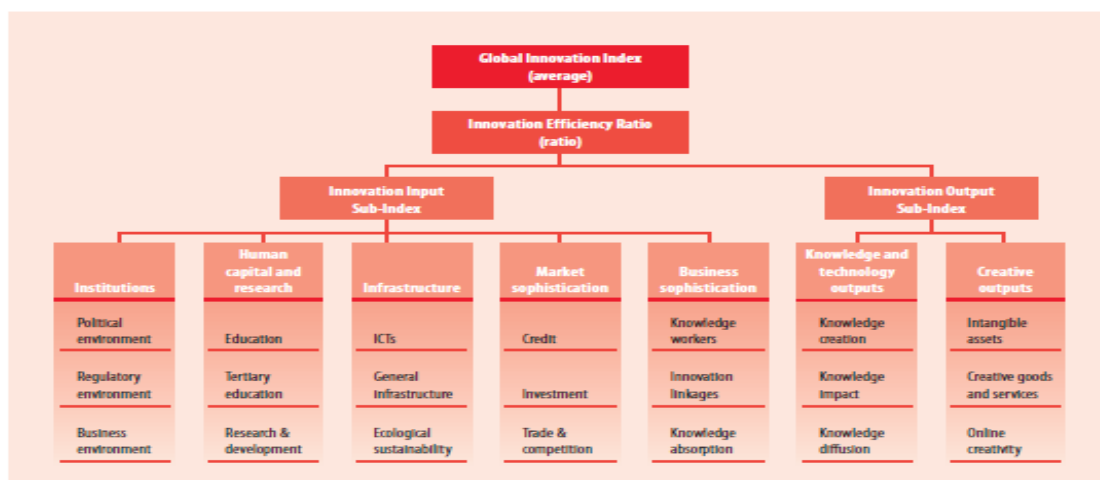 Global Innovation Index
(average)
Innovation Efficiency Ratio
(ratio)
Innovation Input
Sub-Index
Innovation Output
Sub-Index
Institutions
Human
capital and
research
Infrastructure
Market
sophistication
Business
sophistication
Knowledge and
technology
outputs
Creative
outputs
Political
environment
Education
ICTs
Credit
Knowledge
workers
Knowledge
creation
Intangible
assets
Regulatory
environment
Tertiary
education
General
infrastructure
Investment
Innovation
linkages
Knowledge
impact
Creative goods
and services
Business
environment
Research &
development
Ecological
sustainability
Trade &
competition
Knowledge
absorption
Knowledge
diffusion
Online
creativity